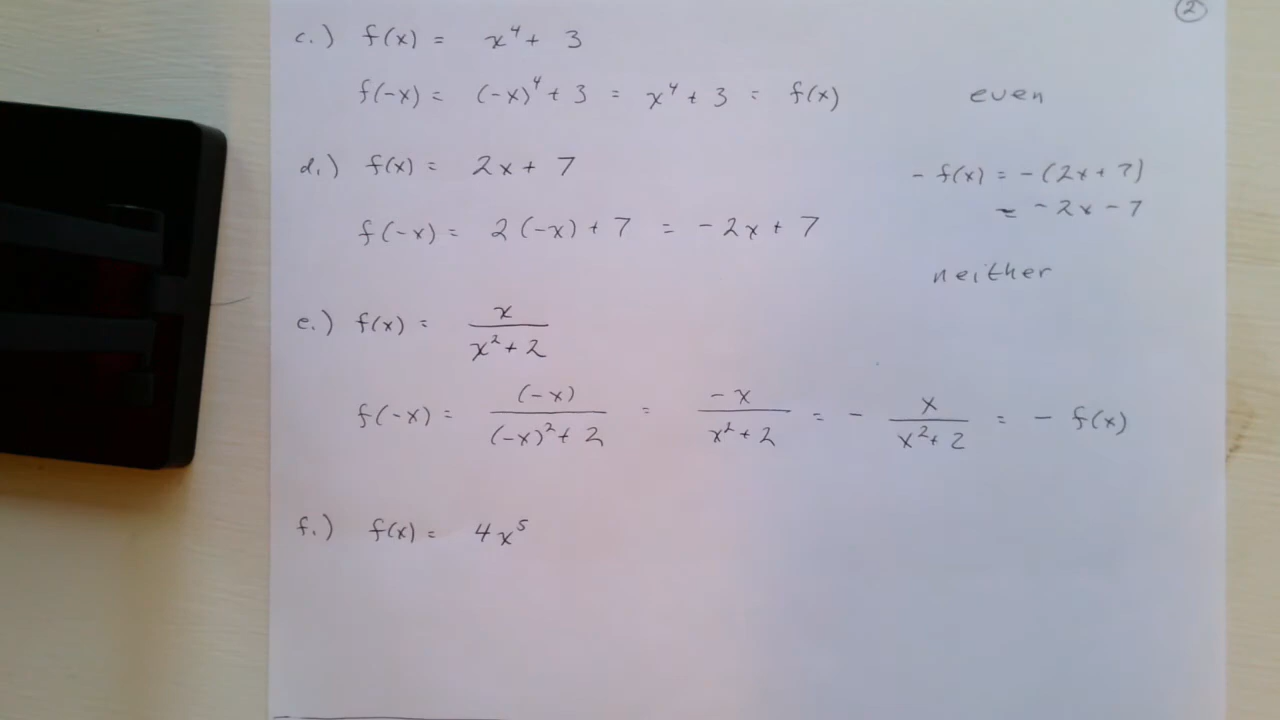 ②
c.) f(x) = x⁴ + 3
f(-x) = (-x)⁴ + 3 = x⁴ + 3 = f(x) even
d.) f(x) = 2x + 7
- f(x) = -(2x + 7)
= -2x - 7
f(-x) = 2(-x) + 7 = -2x + 7
neither
e.) f(x) = x / (x² + 2)
f(-x) = (-x) / ((-x)² + 2) = -x / (x² + 2) = - x / (x² + 2) = - f(x)
f.) f(x) = 4x⁵